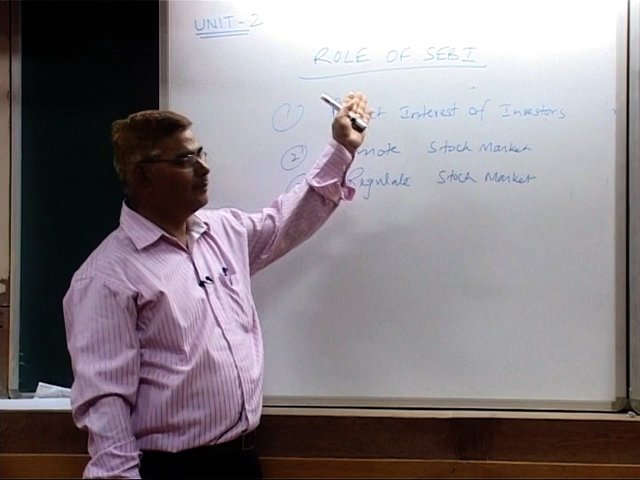 UNIT-2
ROLE OF SEBI
1 Interest of Investors
2 Stock Market
Regulate Stock Market